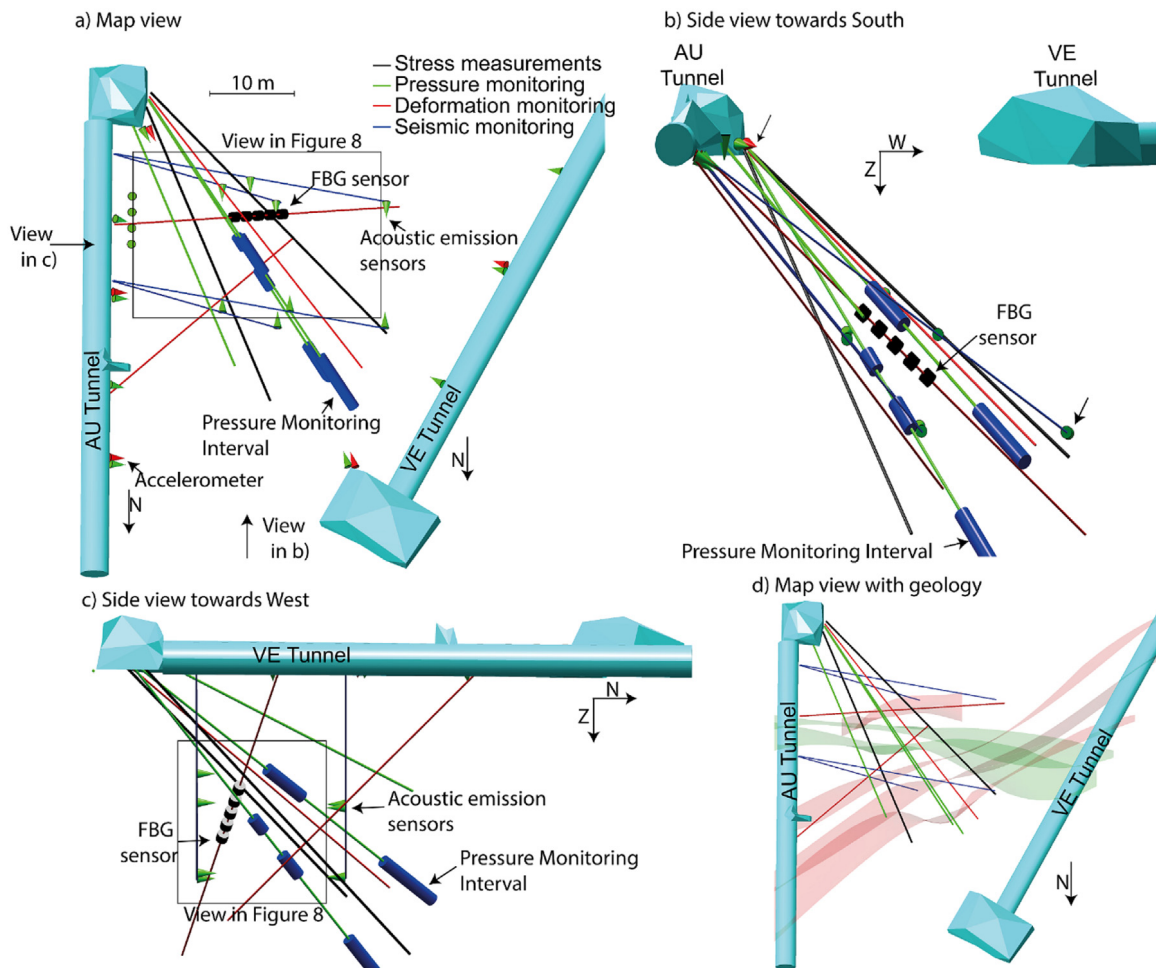 a) Map view
10 m
Stress measurements
Pressure monitoring
Deformation monitoring
Seismic monitoring
View in Figure 8
FBG sensor
Acoustic emission
sensors
View
in c)
AU Tunnel
Pressure Monitoring
Interval
Accelerometer
N
View
in b)
VE Tunnel
N
b) Side view towards South
AU
Tunnel
VE
Tunnel
W
Z
FBG
sensor
Pressure Monitoring Interval
c) Side view towards West
VE Tunnel
N
Z
Acoustic emission
sensors
FBG
sensor
Pressure Monitoring
Interval
View in Figure 8
d) Map view with geology
AU Tunnel
VE Tunnel
N